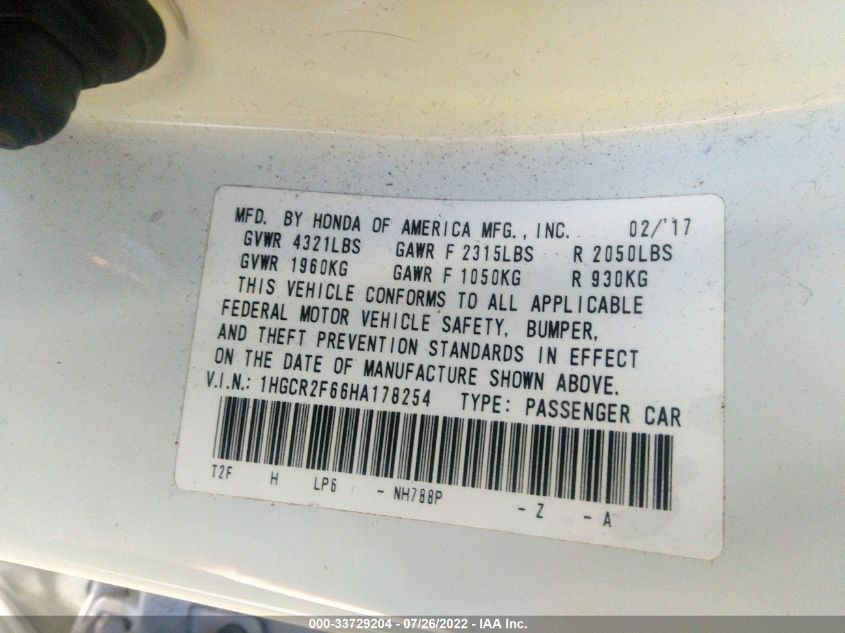 MFD. BY HONDA OF AMERICA MFG., INC. 02/'17
GVWR 4321LBS GAWR F 2315LBS R 2050LBS
GVWR 1960KG GAWR F 1050KG R 930KG
THIS VEHICLE CONFORMS TO ALL APPLICABLE
FEDERAL MOTOR VEHICLE SAFETY, BUMPER,
AND THEFT PREVENTION STANDARDS IN EFFECT
ON THE DATE OF MANUFACTURE SHOWN ABOVE.
V.I.N.: 1HGCR2F66HA178254 TYPE: PASSENGER CAR
T2F H LP6 - NH788P - Z - A
000-33729204 - 07/26/2022 - IAA Inc.